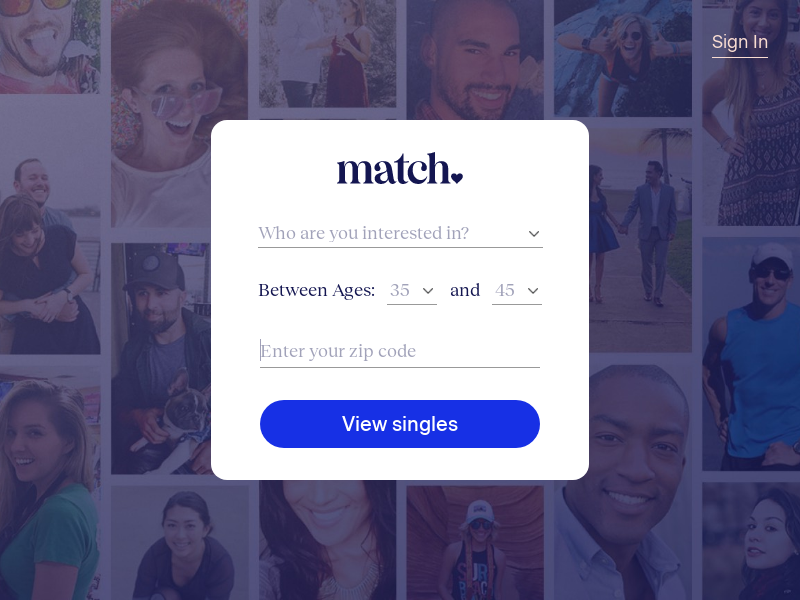 Sign In
match
Who are you interested in?
Between Ages: 35 and 45
Enter your zip code
View singles